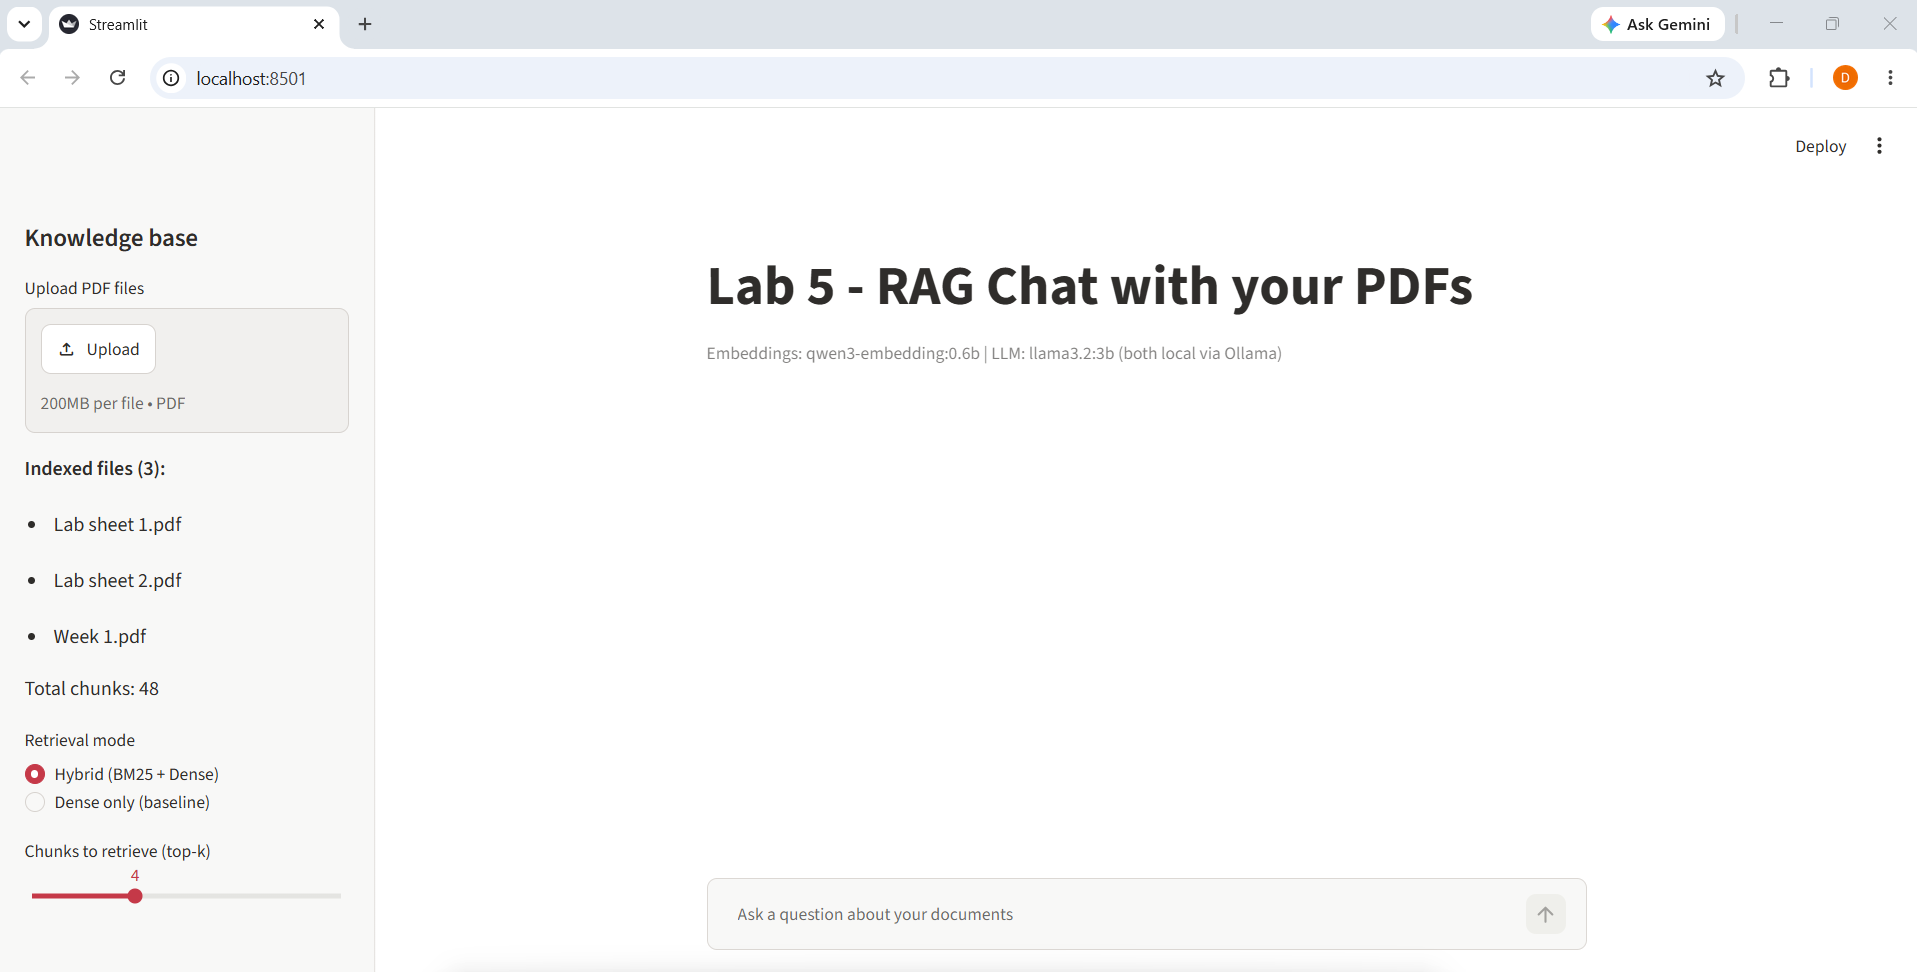 Streamlit
Ask Gemini
localhost:8501
D
Deploy
Knowledge base
Upload PDF files
Upload
200MB per file • PDF
Indexed files (3):
• Lab sheet 1.pdf
• Lab sheet 2.pdf
• Week 1.pdf
Total chunks: 48
Retrieval mode
Hybrid (BM25 + Dense)
Dense only (baseline)
Chunks to retrieve (top-k)
4
Lab 5 - RAG Chat with your PDFs
Embeddings: qwen3-embedding:0.6b | LLM: llama3.2:3b (both local via Ollama)
Ask a question about your documents